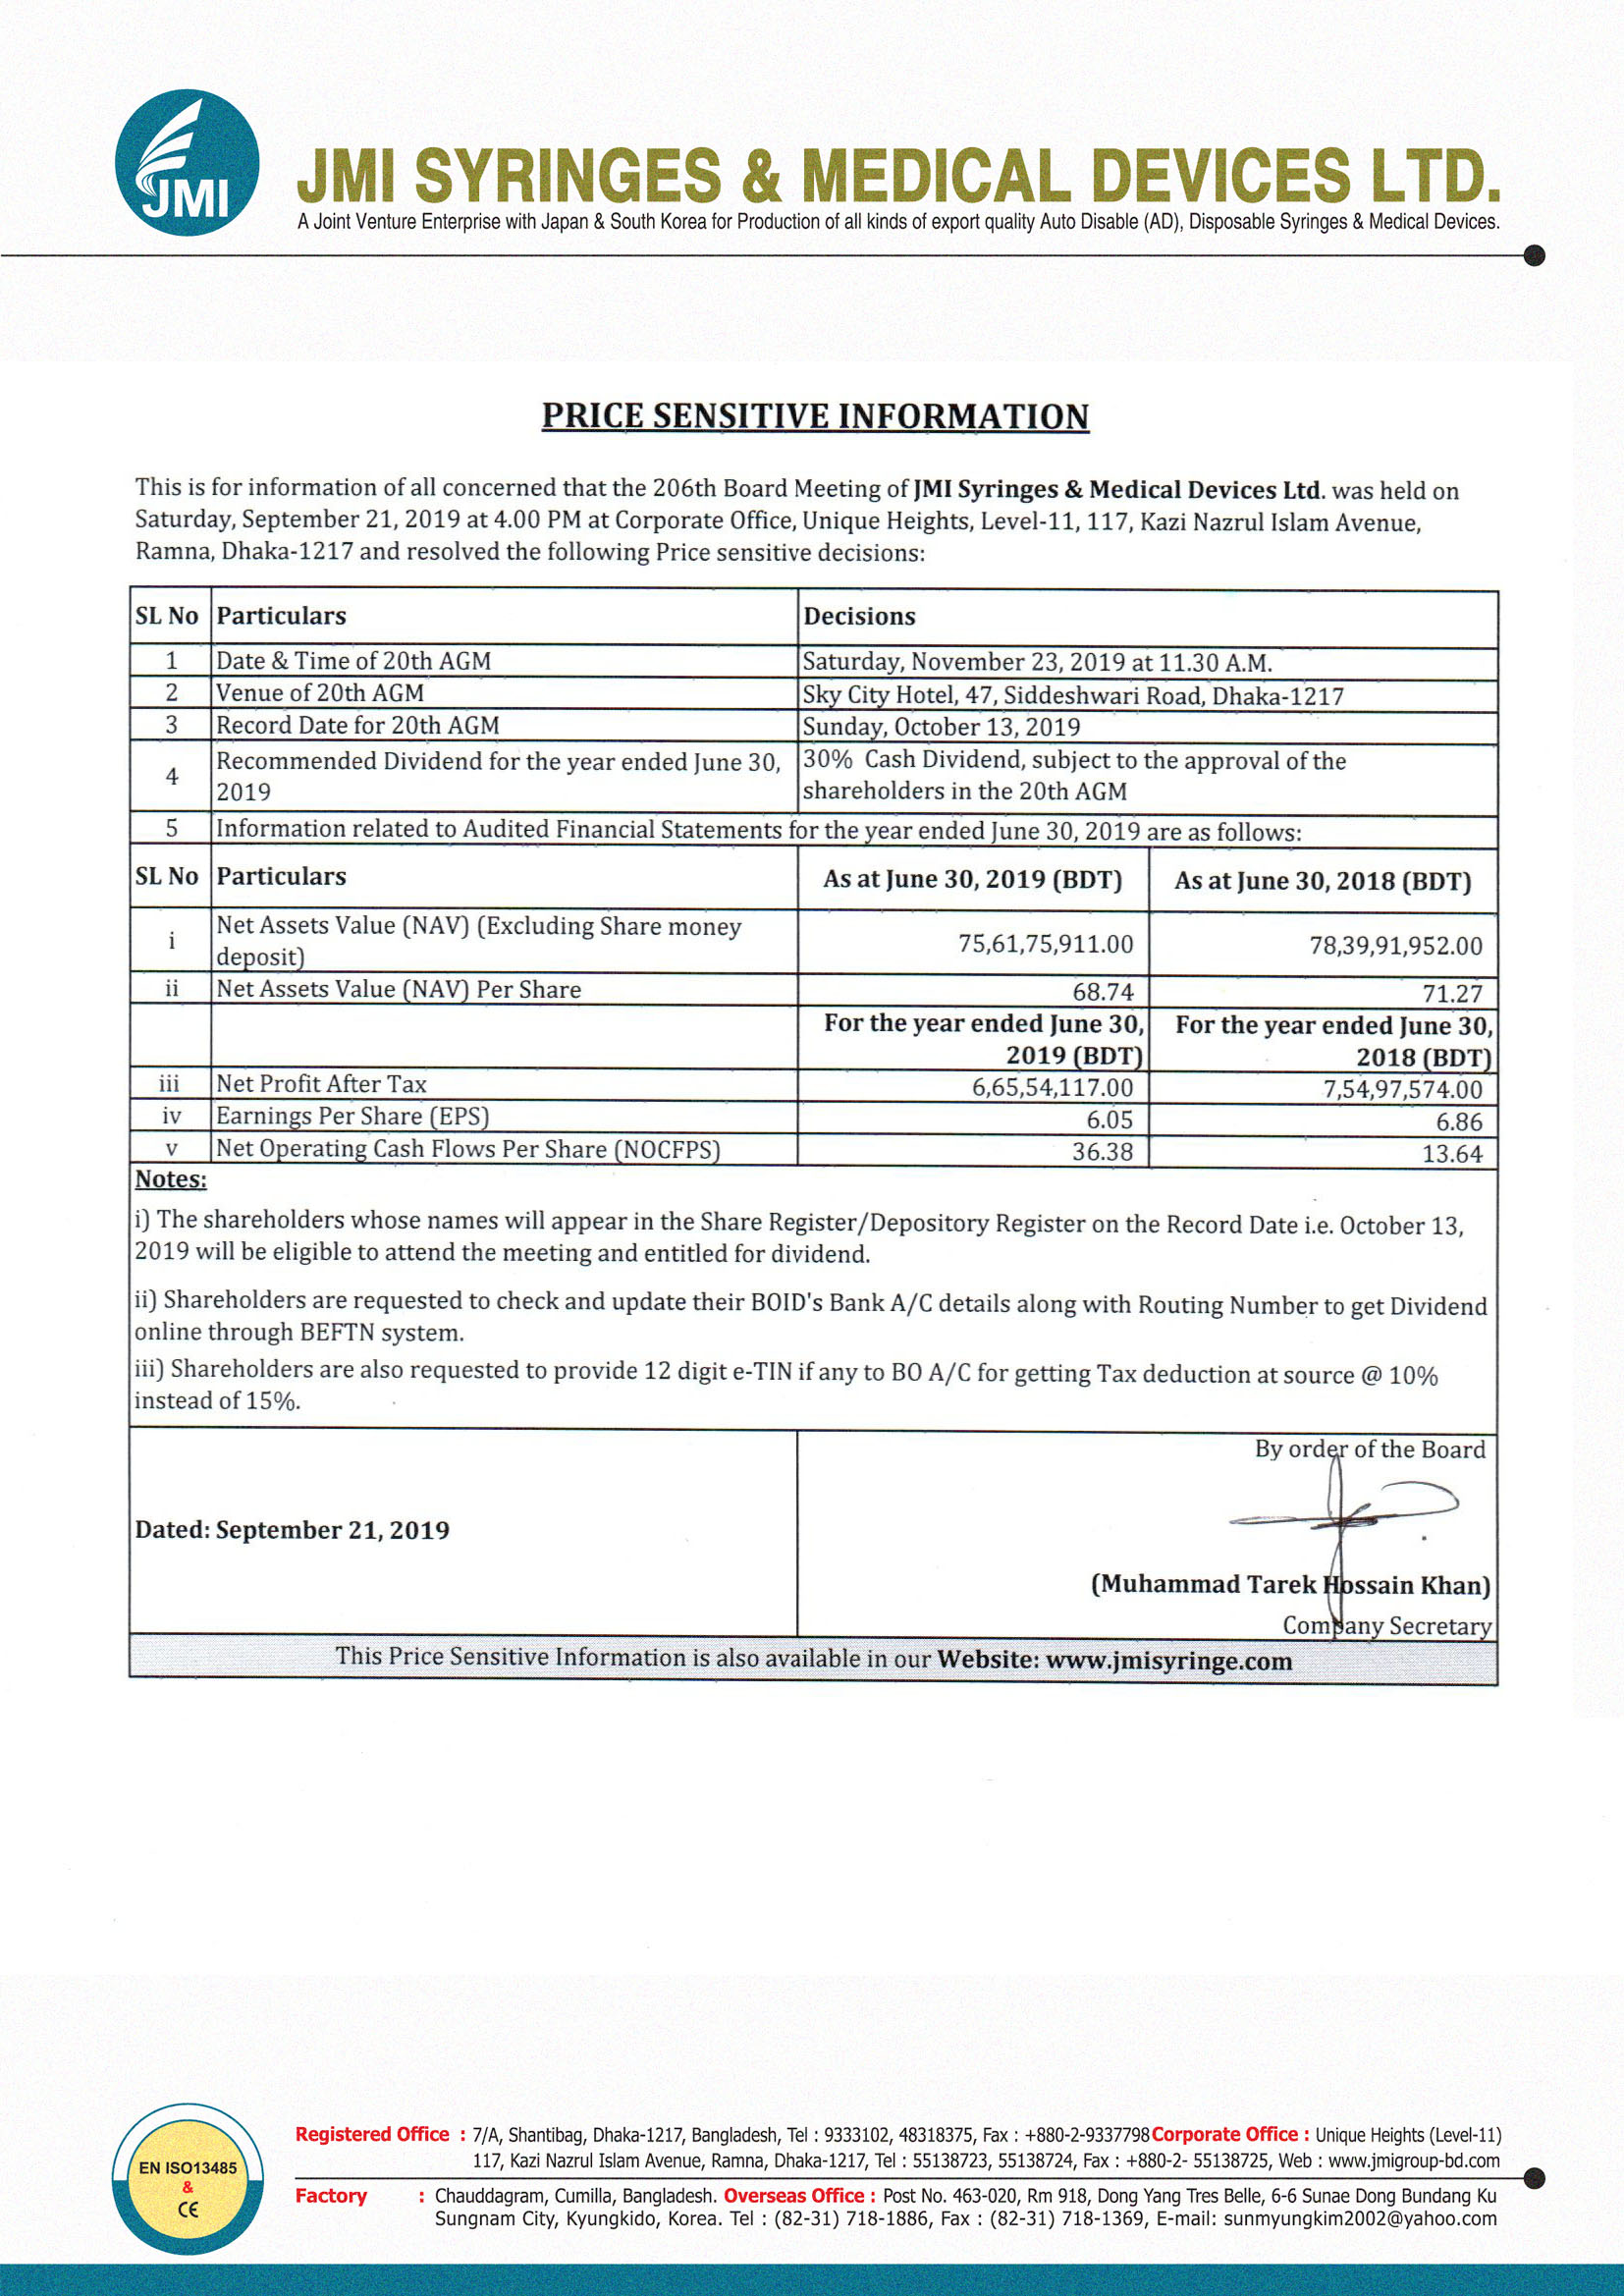 JMI
JMI SYRINGES & MEDICAL DEVICES LTD.
A Joint Venture Enterprise with Japan & South Korea for Production of all kinds of export quality Auto Disable (AD), Disposable Syringes & Medical Devices.
PRICE SENSITIVE INFORMATION
This is for information of all concerned that the 206th Board Meeting of JMI Syringes & Medical Devices Ltd. was held on
Saturday, September 21, 2019 at 4.00 PM at Corporate Office, Unique Heights, Level-11, 117, Kazi Nazrul Islam Avenue,
Ramna, Dhaka-1217 and resolved the following Price sensitive decisions:
SL No Particulars Decisions
1 Date & Time of 20th AGM Saturday, November 23, 2019 at 11.30 A.M.
2 Venue of 20th AGM Sky City Hotel, 47, Siddeshwari Road, Dhaka-1217
3 Record Date for 20th AGM Sunday, October 13, 2019
4 Recommended Dividend for the year ended June 30, 30% Cash Dividend, subject to the approval of the
2019 shareholders in the 20th AGM
5 Information related to Audited Financial Statements for the year ended June 30, 2019 are as follows:
SL No Particulars As at June 30, 2019 (BDT) As at June 30, 2018 (BDT)
i Net Assets Value (NAV) (Excluding Share money 75,61,75,911.00 78,39,91,952.00
deposit)
ii Net Assets Value (NAV) Per Share 68.74 71.27
For the year ended June 30, For the year ended June 30,
2019 (BDT) 2018 (BDT)
iii Net Profit After Tax 6,65,54,117.00 7,54,97,574.00
iv Earnings Per Share (EPS) 6.05 6.86
v Net Operating Cash Flows Per Share (NOCFPS) 36.38 13.64
Notes:
i) The shareholders whose names will appear in the Share Register/Depository Register on the Record Date i.e. October 13,
2019 will be eligible to attend the meeting and entitled for dividend.
ii) Shareholders are requested to check and update their BOID's Bank A/C details along with Routing Number to get Dividend
online through BEFTN system.
iii) Shareholders are also requested to provide 12 digit e-TIN if any to BO A/C for getting Tax deduction at source @ 10%
instead of 15%.
By order of the Board
Dated: September 21, 2019
(Muhammad Tarek Hossain Khan)
Company Secretary
This Price Sensitive Information is also available in our Website: www.jmisyringe.com
EN ISO13485
&
CE
Registered Office : 7/A, Shantibag, Dhaka-1217, Bangladesh, Tel : 9333102, 48318375, Fax : +880-2-9337798 Corporate Office : Unique Heights (Level-11)
117, Kazi Nazrul Islam Avenue, Ramna, Dhaka-1217, Tel : 55138723, 55138724, Fax : +880-2- 55138725, Web : www.jmigroup-bd.com
Factory : Chauddagram, Cumilla, Bangladesh. Overseas Office : Post No. 463-020, Rm 918, Dong Yang Tres Belle, 6-6 Sunae Dong Bundang Ku
Sungnam City, Kyungkido, Korea. Tel : (82-31) 718-1886, Fax : (82-31) 718-1369, E-mail: sunmyungkim2002@yahoo.com